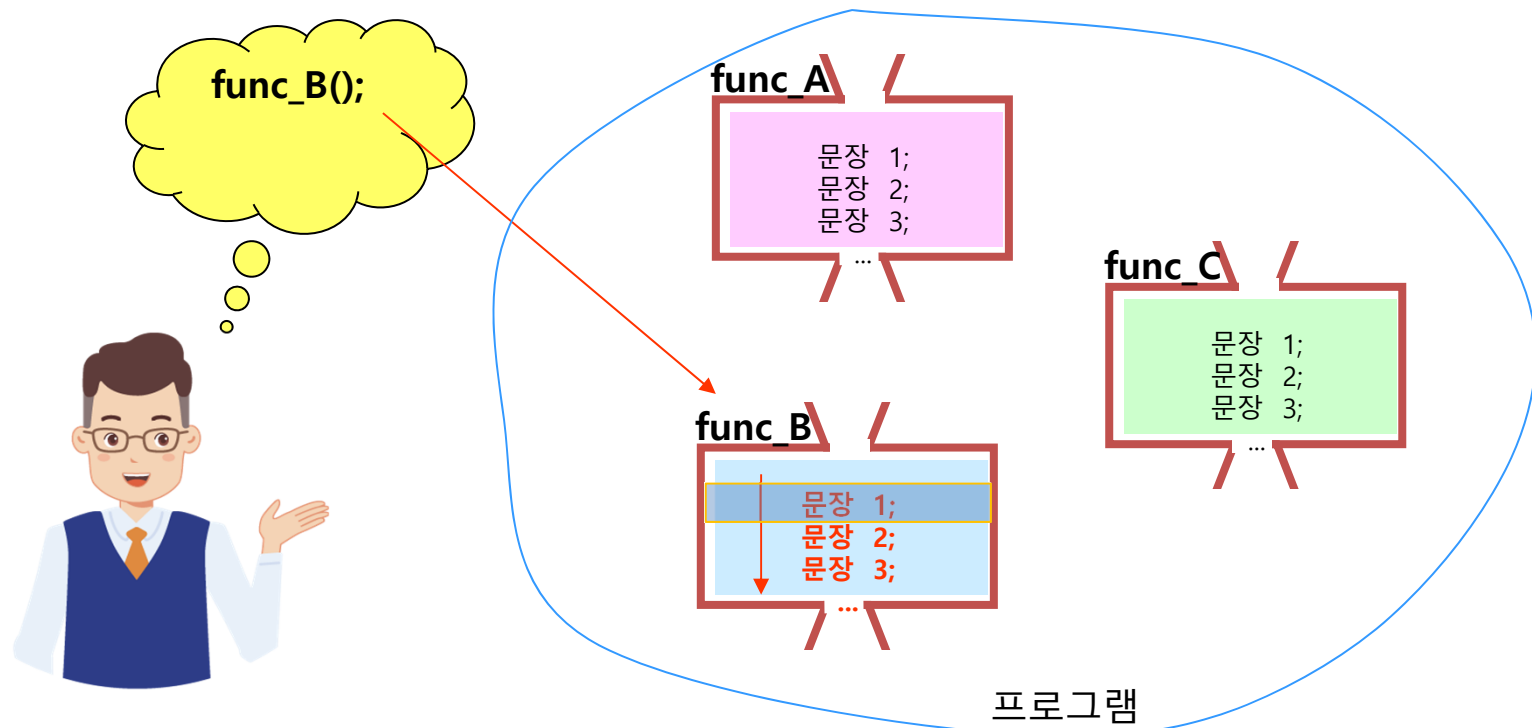 func_B();
func_A
문장 1;
문장 2;
문장 3;
...
func_C
문장 1;
문장 2;
문장 3;
...
func_B
문장 1;
문장 2;
문장 3;
...
프로그램